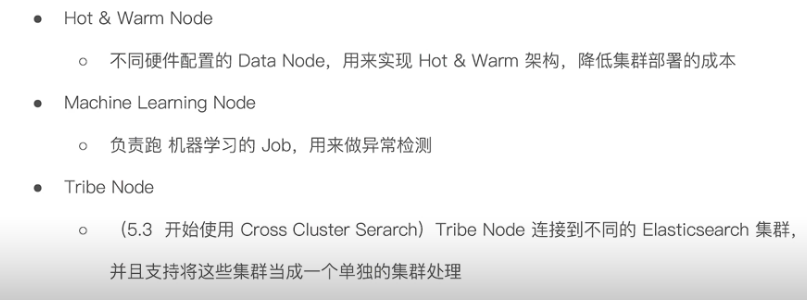 ● Hot & Warm Node
○ 不同硬件配置的 Data Node，用来实现 Hot & Warm 架构，降低集群部署的成本
● Machine Learning Node
○ 负责跑 机器学习的 Job，用来做异常检测
● Tribe Node
○ （5.3 开始使用 Cross Cluster Serarch）Tribe Node 连接到不同的 Elasticsearch 集群，
并且支持将这些集群当成一个单独的集群处理